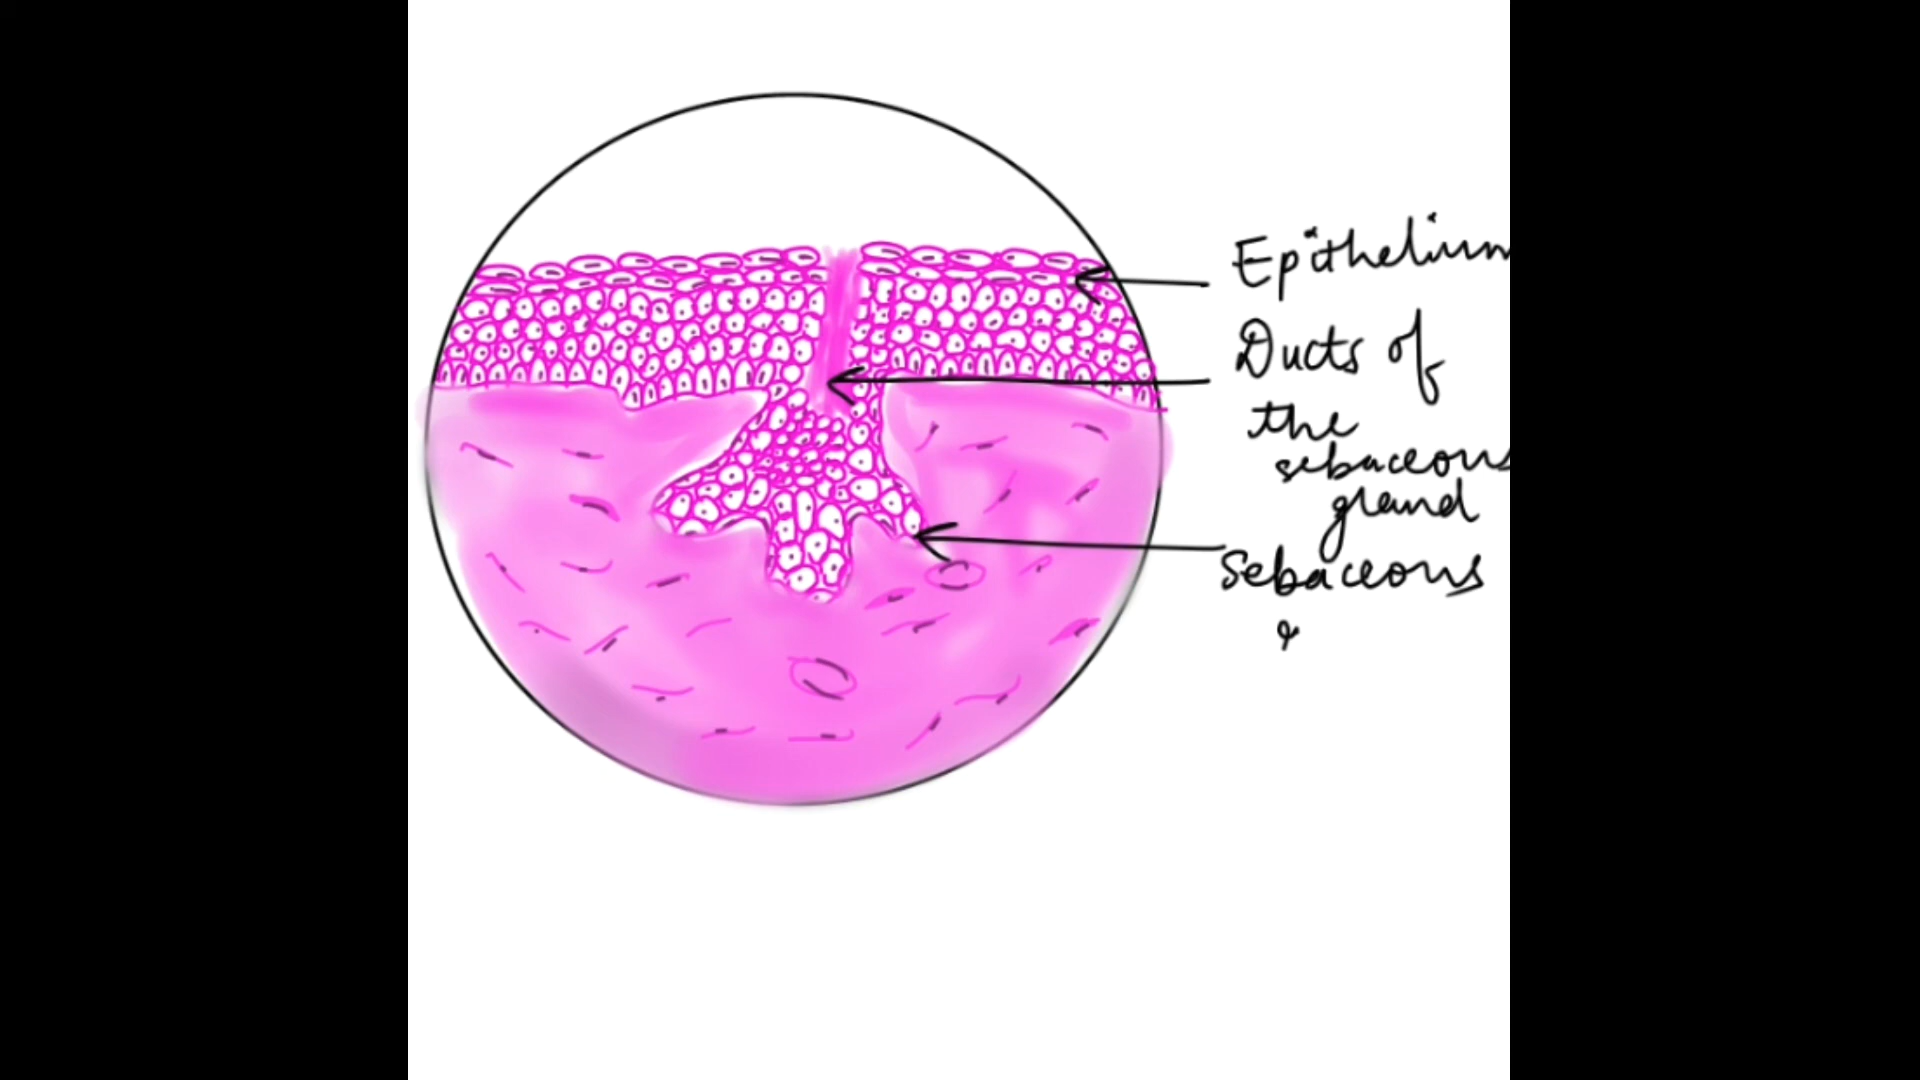 Epithelium
Ducts of
the
sebaceous
gland
Sebaceous